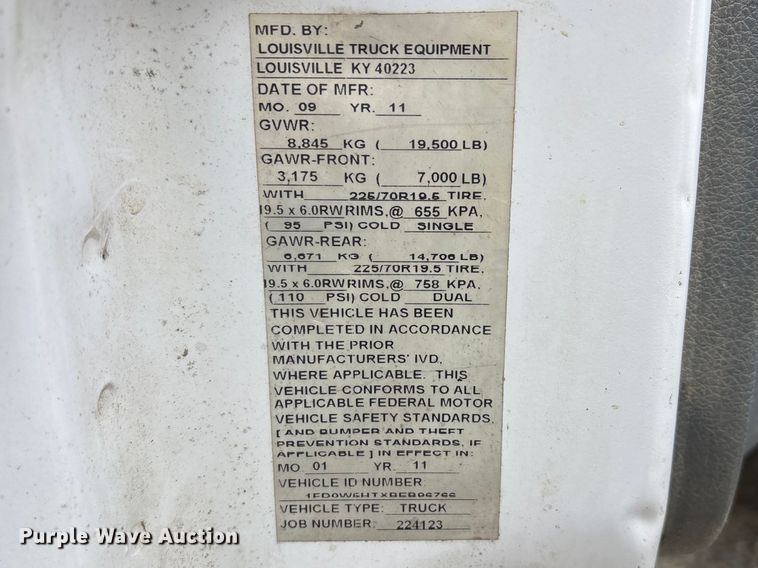 MFD. BY:
LOUISVILLE TRUCK EQUIPMENT
LOUISVILLE KY 40223
DATE OF MFR:
MO. 09 YR. 11
GVWR:
8,845 KG ( 19,500 LB)
GAWR-FRONT:
3,175 KG ( 7,000 LB)
WITH 225/70R19.5 TIRE,
19.5 x 6.0RW RIMS,@ 655 KPA,
( 95 PSI) COLD SINGLE
GAWR-REAR:
6,671 KG ( 14,706 LB)
WITH 225/70R19.5 TIRE,
19.5 x 6.0RW RIMS,@ 758 KPA,
( 110 PSI) COLD DUAL
THIS VEHICLE HAS BEEN
COMPLETED IN ACCORDANCE
WITH THE PRIOR
MANUFACTURERS' IVD,
WHERE APPLICABLE. THIS
VEHICLE CONFORMS TO ALL
APPLICABLE FEDERAL MOTOR
VEHICLE SAFETY STANDARDS,
[ AND BUMPER AND THEFT
PREVENTION STANDARDS, IF
APPLICABLE ] IN EFFECT IN:
MO. 01 YR. 11
VEHICLE ID NUMBER
VEHICLE TYPE: TRUCK
JOB NUMBER: 224123
Purple Wave Auction